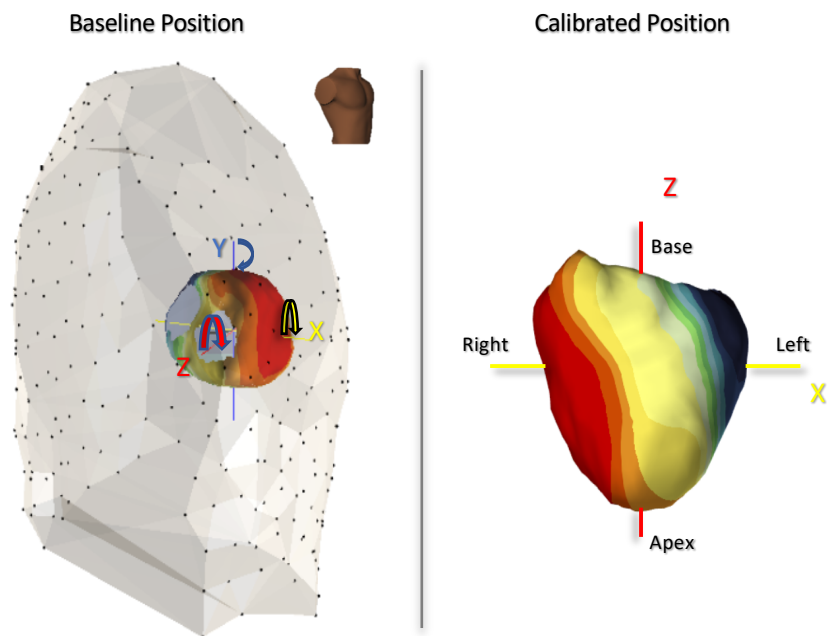 Baseline Position
Calibrated Position
Y
X
Z
Z
Base
Right
Left
X
Apex